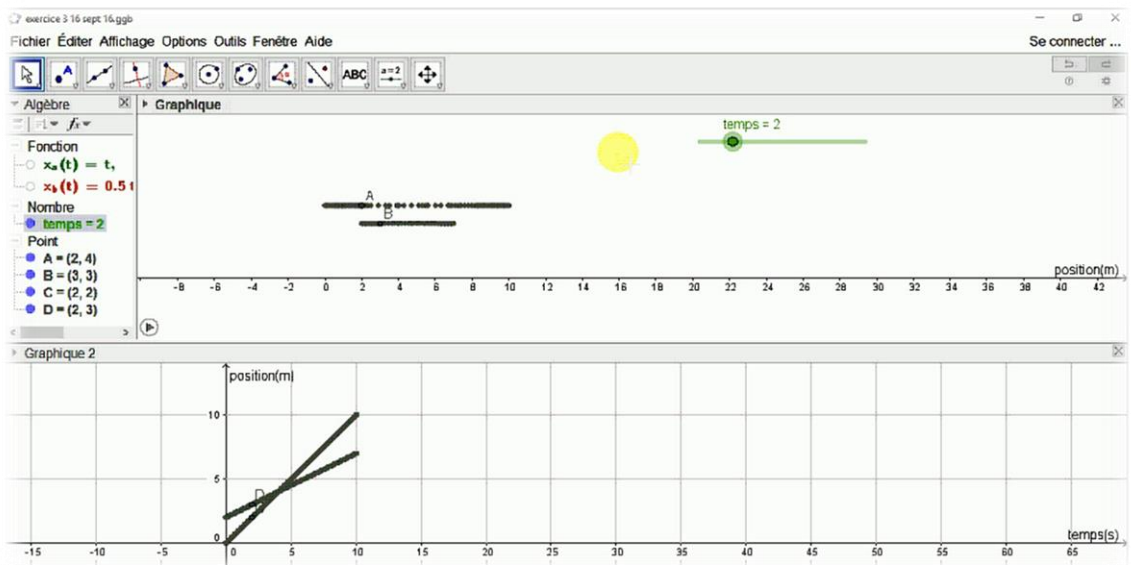 exercice 3 16 sept 16.ggb
Fichier Éditer Affichage Options Outils Fenêtre Aide
Se connecter ...
ABC
a=2
Algèbre
Graphique
Fonction
xₐ(t) = t,
x_b(t) = 0.5 t
Nombre
temps = 2
Point
A = (2, 4)
B = (3, 3)
C = (2, 2)
D = (2, 3)
temps = 2
A
B
position(m)
-8 -6 -4 -2 0 2 4 6 8 10 12 14 16 18 20 22 24 26 28 30 32 34 36 38 40 42
Graphique 2
position(m)
10
5
D
0
temps(s)
-15 -10 -5 0 5 10 15 20 25 30 35 40 45 50 55 60 65